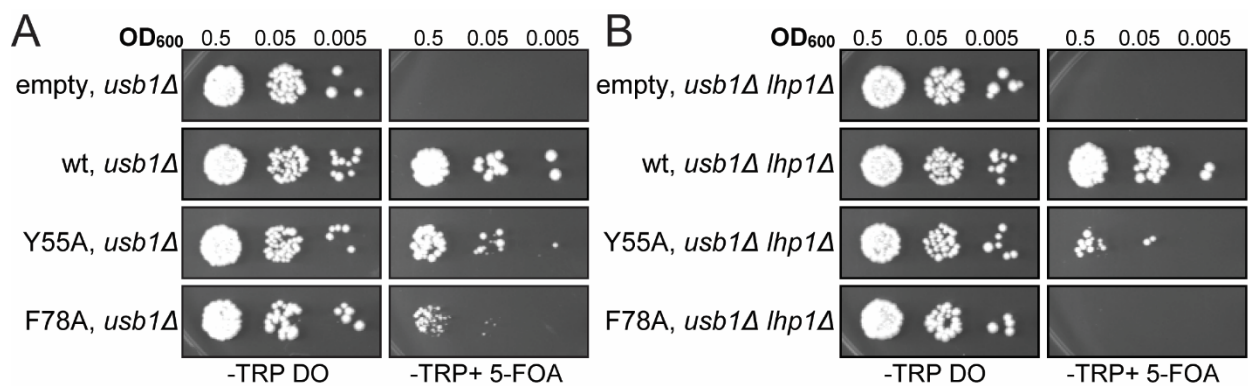 A
OD600 0.5 0.05 0.005 0.5 0.05 0.005
empty, usb1Δ
wt, usb1Δ
Y55A, usb1Δ
F78A, usb1Δ
-TRP DO -TRP+ 5-FOA
B
OD600 0.5 0.05 0.005 0.5 0.05 0.005
empty, usb1Δ lhp1Δ
wt, usb1Δ lhp1Δ
Y55A, usb1Δ lhp1Δ
F78A, usb1Δ lhp1Δ
-TRP DO -TRP+ 5-FOA